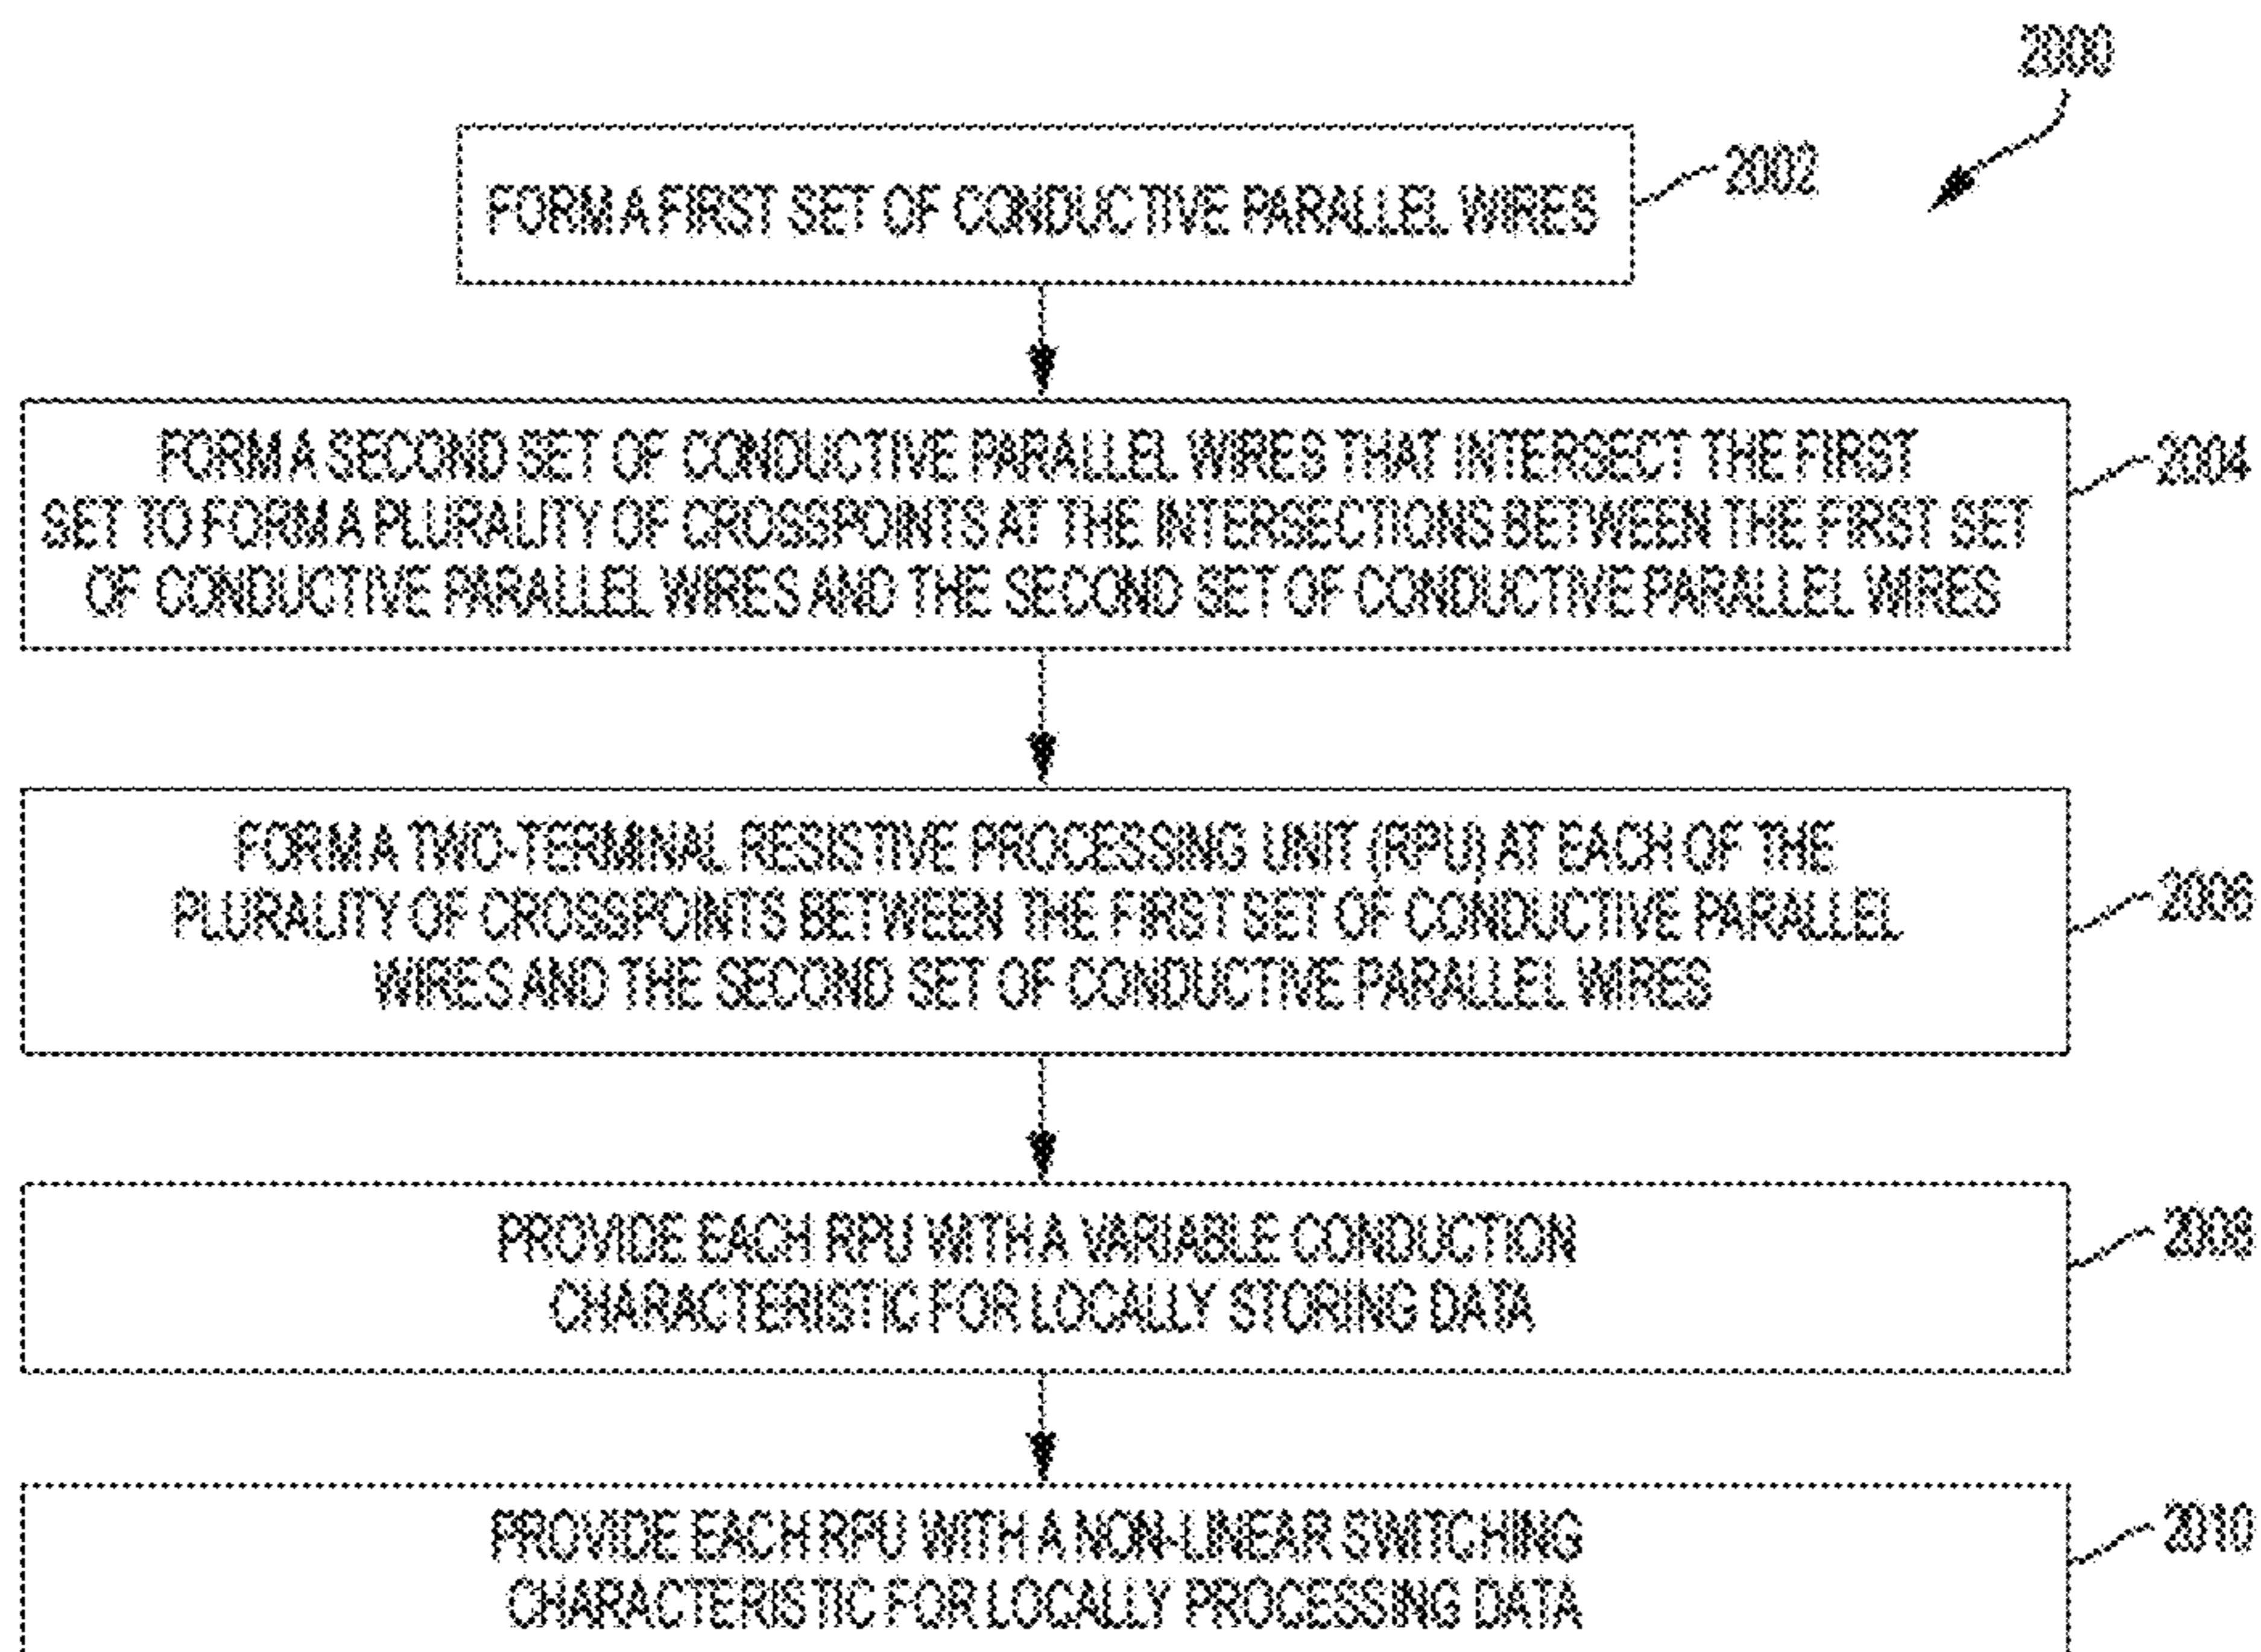 2000
FORM A FIRST SET OF CONDUCTIVE PARALLEL WIRES
2002
FORM A SECOND SET OF CONDUCTIVE PARALLEL WIRES THAT INTERSECT THE FIRST
SET TO FORM A PLURALITY OF CROSSPOINTS AT THE INTERSECTIONS BETWEEN THE FIRST SET
OF CONDUCTIVE PARALLEL WIRES AND THE SECOND SET OF CONDUCTIVE PARALLEL WIRES
2004
FORM A TWO-TERMINAL RESISTIVE PROCESSING UNIT (RPU) AT EACH OF THE
PLURALITY OF CROSSPOINTS BETWEEN THE FIRST SET OF CONDUCTIVE PARALLEL
WIRES AND THE SECOND SET OF CONDUCTIVE PARALLEL WIRES
2006
PROVIDE EACH RPU WITH A VARIABLE CONDUCTION
CHARACTERISTIC FOR LOCALLY STORING DATA
2008
PROVIDE EACH RPU WITH A NON-LINEAR SWITCHING
CHARACTERISTIC FOR LOCALLY PROCESSING DATA
2010